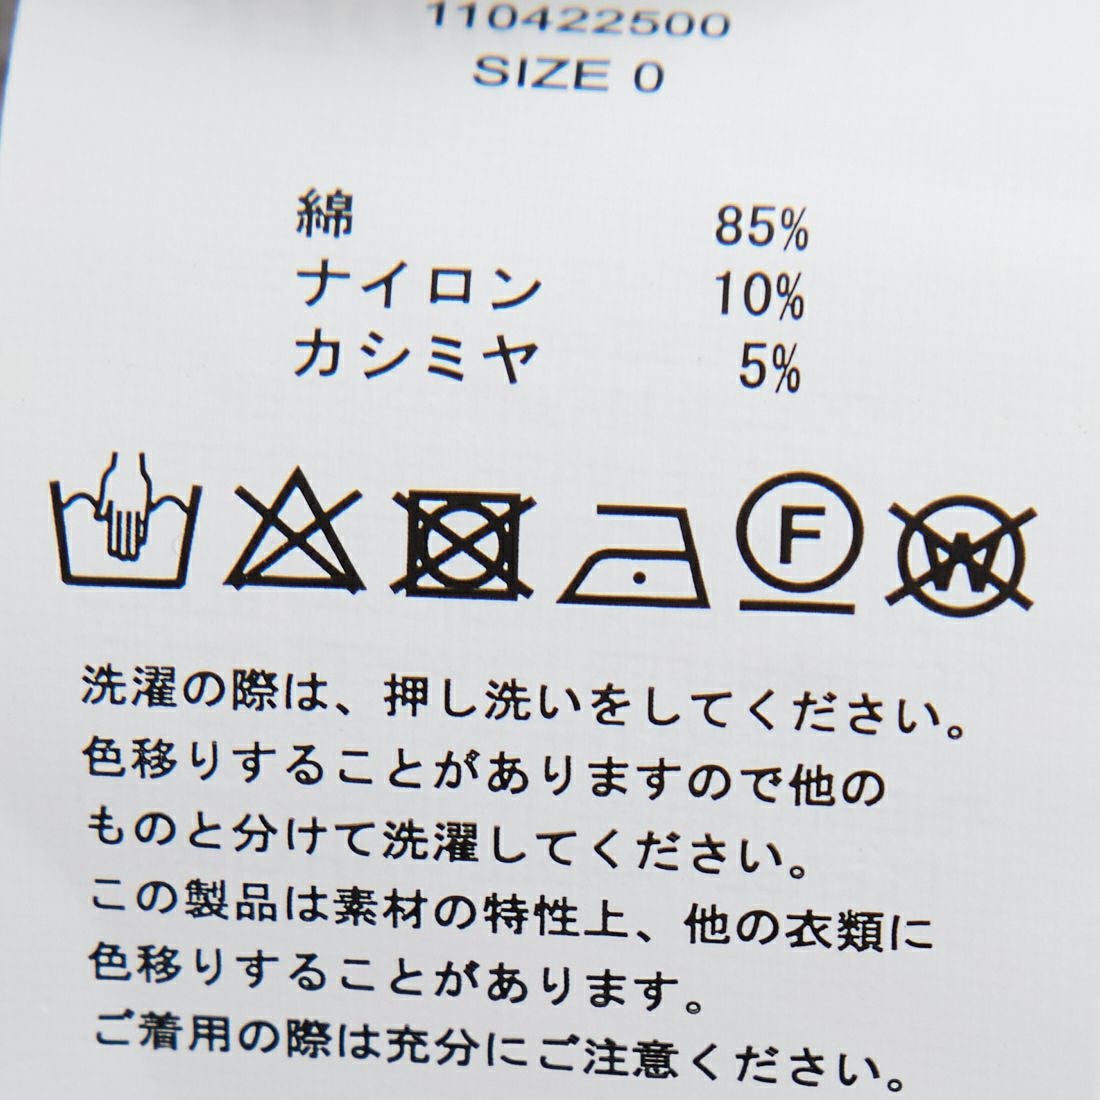 110422500
SIZE 0
綿 85%
ナイロン 10%
カシミヤ 5%
F W
洗濯の際は、押し洗いをしてください。
色移りすることがありますので他の
ものと分けて洗濯してください。
この製品は素材の特性上、他の衣類に
色移りすることがあります。
ご着用の際は充分にご注意ください。